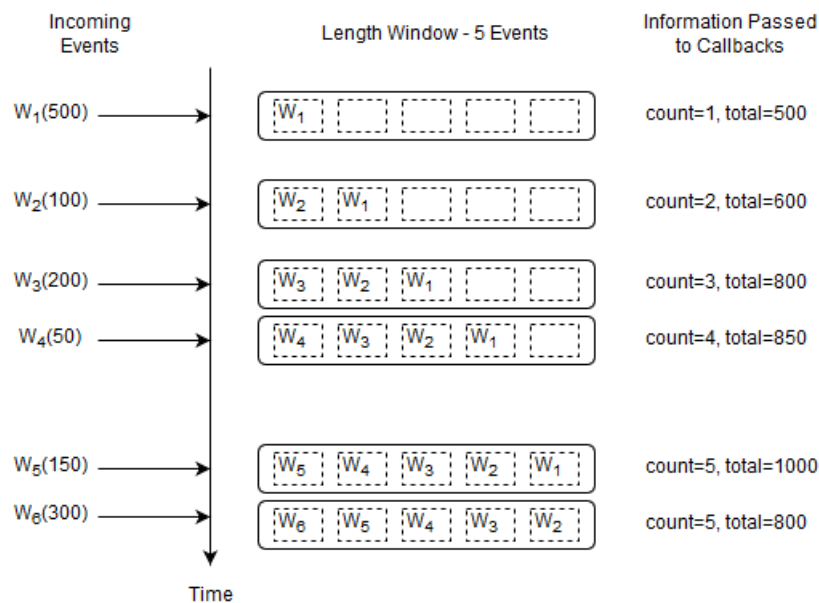 Incoming
Events
Length Window - 5 Events
Information Passed
to Callbacks
W₁(500)
W₁
count=1, total=500
W₂(100)
W₂ W₁
count=2, total=600
W₃(200)
W₃ W₂ W₁
count=3, total=800
W₄(50)
W₄ W₃ W₂ W₁
count=4, total=850
W₅(150)
W₅ W₄ W₃ W₂ W₁
count=5, total=1000
W₆(300)
W₆ W₅ W₄ W₃ W₂
count=5, total=800
Time